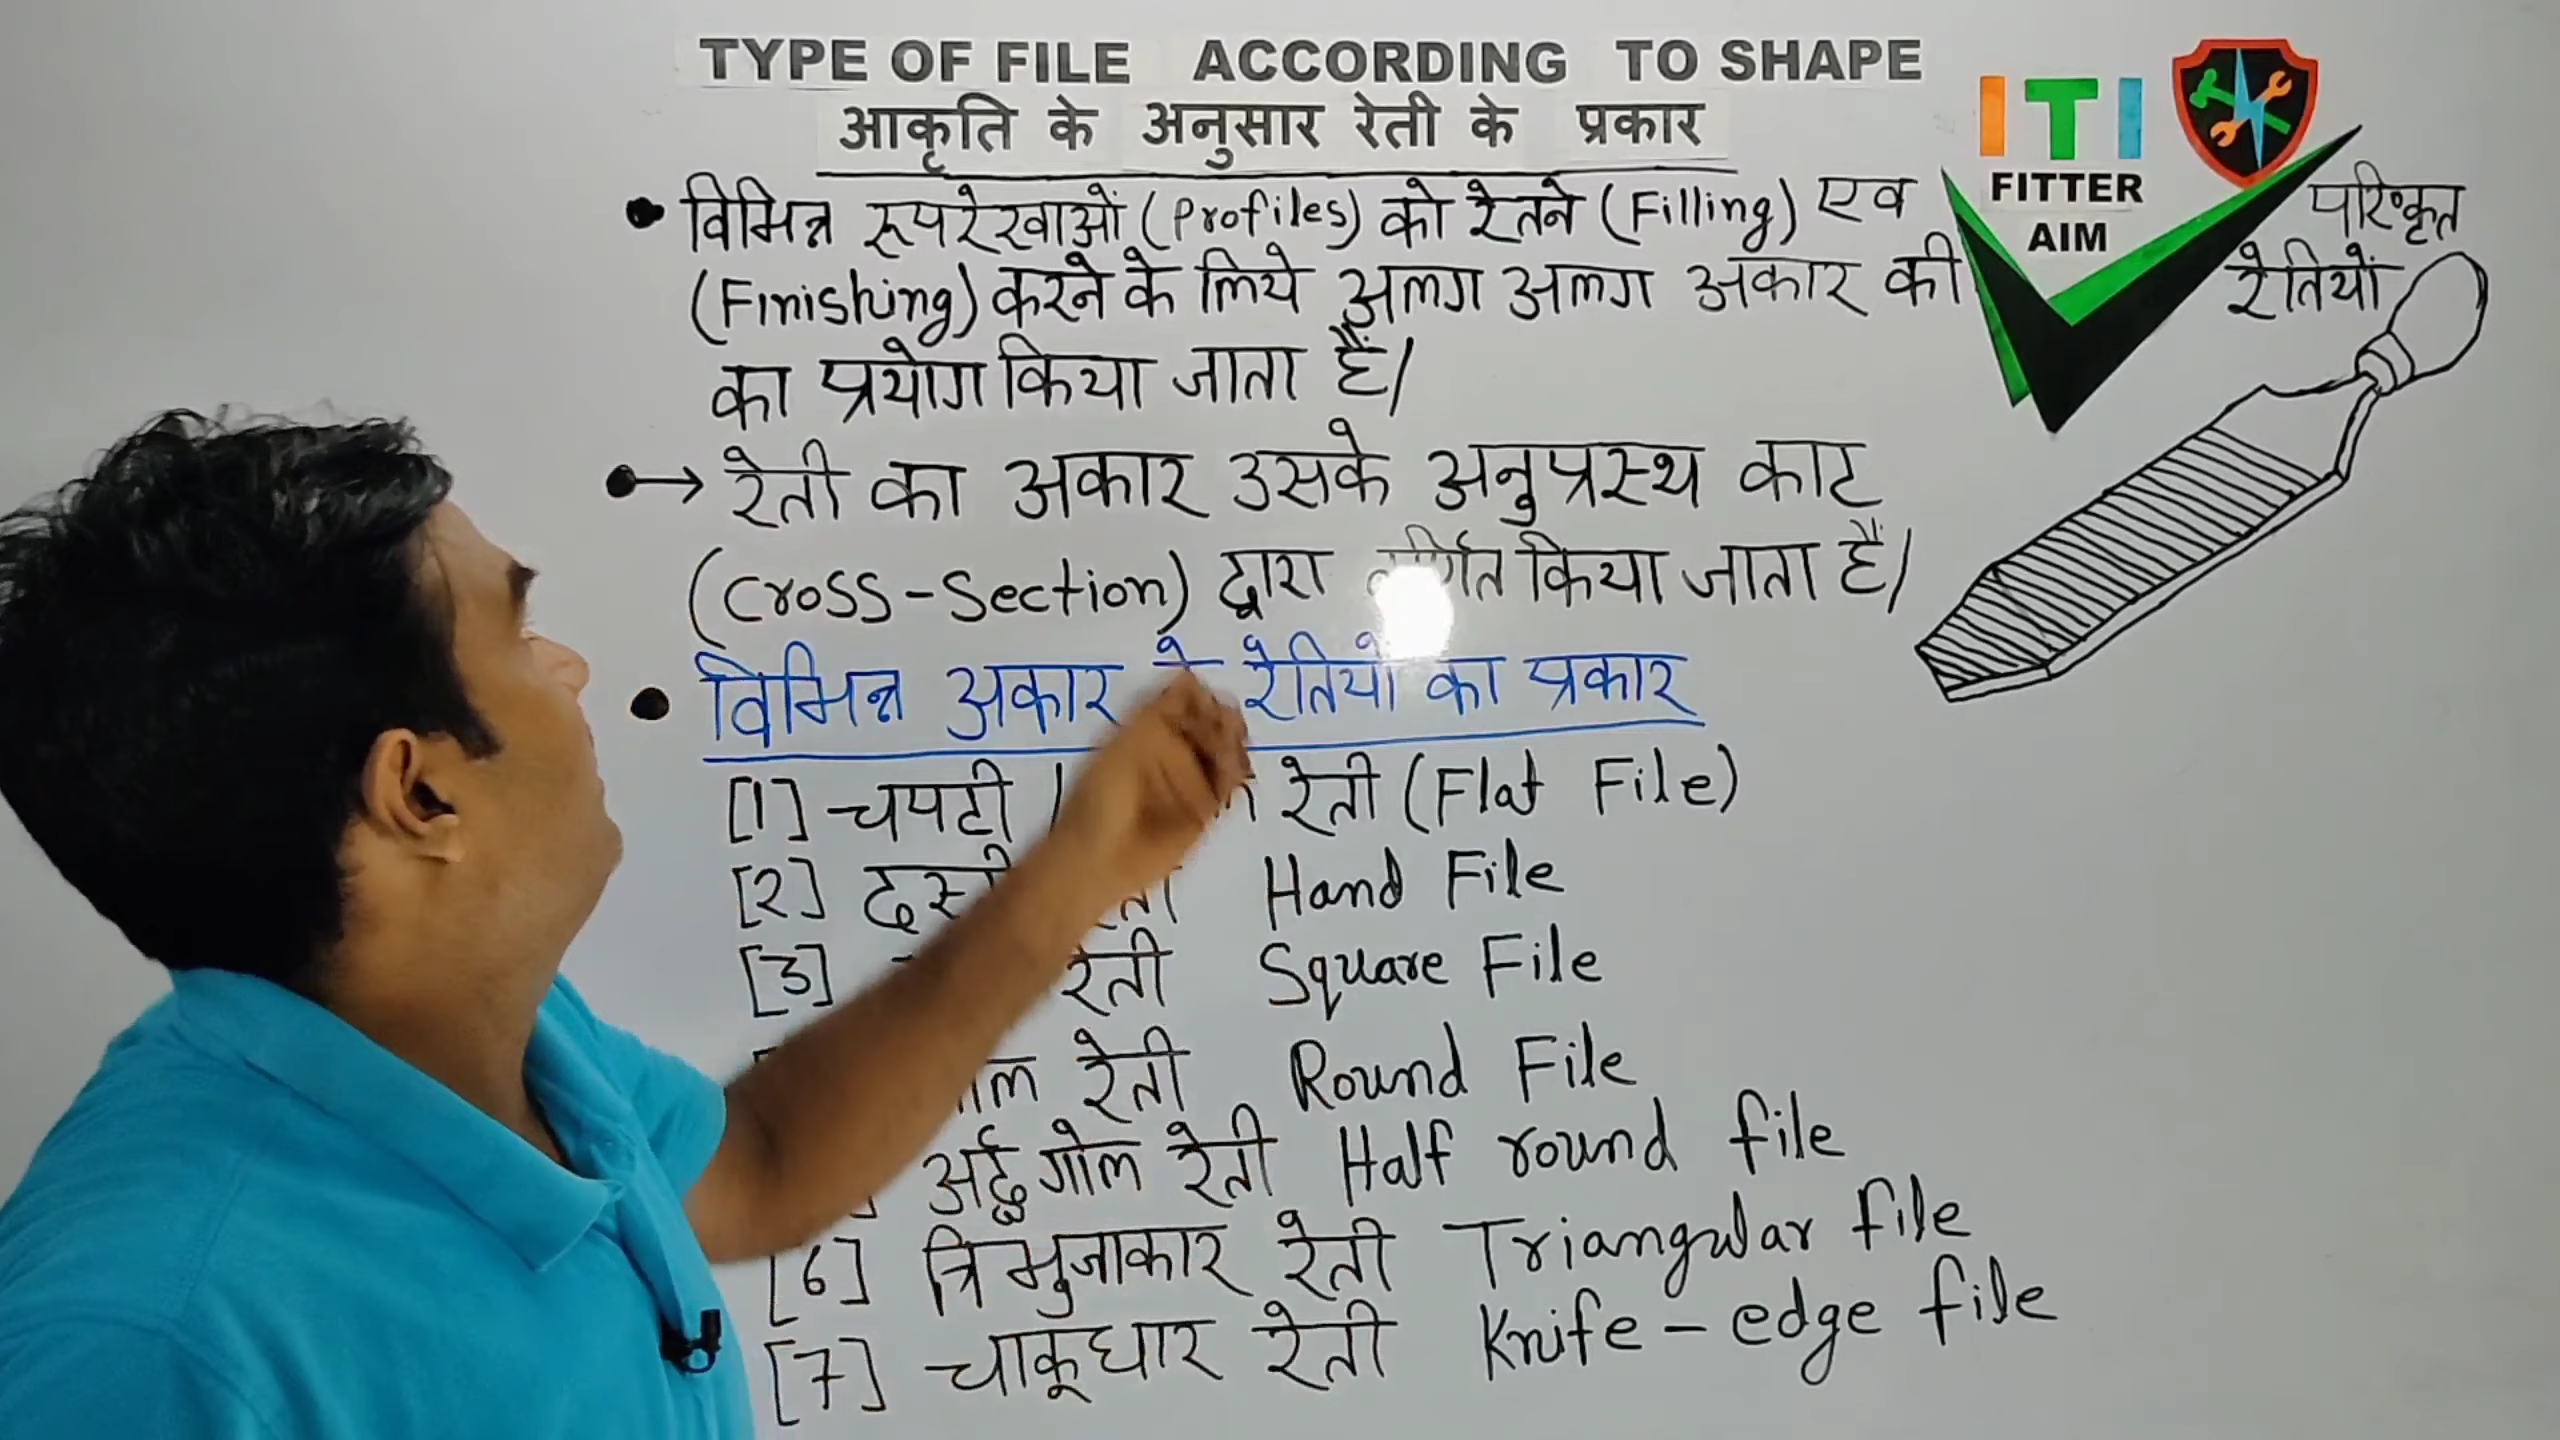 TYPE OF FILE ACCORDING TO SHAPE
आकृति के अनुसार रेती के प्रकार
ITI
FITTER
AIM
विभिन्न रूपरेखाओं (Profiles) को रेतने (Filling) एव परिष्कृत
(Finishing) करने के लिये अलग अलग अकार की रेतियों
का प्रयोग किया जाता हैं।
→ रेती का अकार उसके अनुप्रस्थ काट
(Cross-Section) द्वारा किया जाता हैं।
विभिन्न अकार रेतियों का प्रकार
[1] चपटी रेती (Flat File)
[2] Hand File
[3] रेती Square File
रेती Round File
अर्द्धगोल रेती Half round file
[6] त्रिभुजाकार रेती Triangular file
[7] चाकूधार रेती Knife-edge file